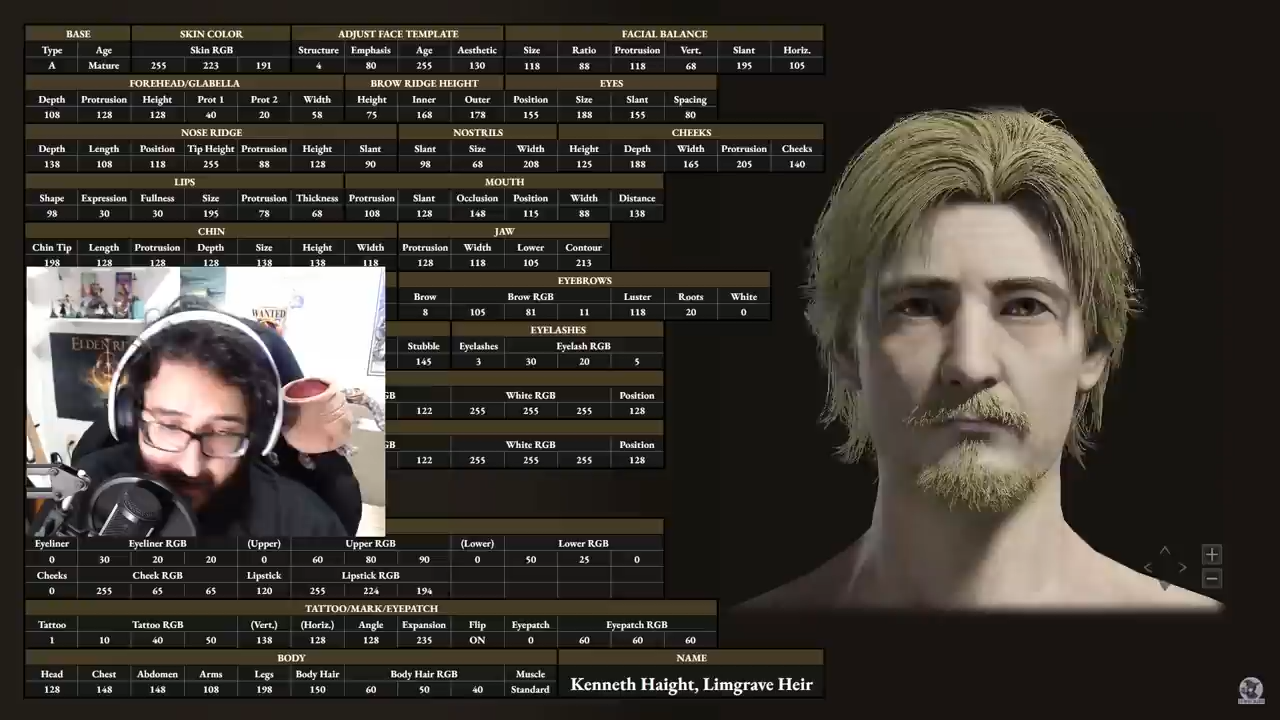 BASE SKIN COLOR ADJUST FACE TEMPLATE FACIAL BALANCE
Type Age Skin RGB Structure Emphasis Age Aesthetic Size Ratio Protrusion Vert. Slant Horiz.
A Mature 255 223 191 4 80 255 130 118 88 118 68 195 105
FOREHEAD/GLABELLA BROW RIDGE HEIGHT EYES
Depth Protrusion Height Prot 1 Prot 2 Width Height Inner Outer Position Size Slant Spacing
108 128 128 40 20 58 75 168 178 155 188 155 80
NOSE RIDGE NOSTRILS CHEEKS
Depth Length Position Tip Height Protrusion Height Slant Slant Size Width Height Depth Width Protrusion Cheeks
138 108 118 255 88 128 90 98 68 208 125 188 165 205 140
LIPS MOUTH
Shape Expression Fullness Size Protrusion Thickness Protrusion Slant Occlusion Position Width Distance
98 30 30 195 78 68 108 128 148 115 88 138
CHIN JAW
Chin Tip Length Protrusion Depth Size Height Width Protrusion Width Lower Contour
198 128 128 128 138 138 118 128 118 105 213
EYEBROWS
Brow Brow RGB Luster Roots White
8 105 81 11 118 20 0
EYELASHES
Stubble Eyelashes Eyelash RGB
145 3 30 20 5
GB White RGB Position
122 255 255 255 128
GB White RGB Position
122 255 255 255 128
WANTED
ELDEN RI
Eyeliner Eyeliner RGB (Upper) Upper RGB (Lower) Lower RGB
0 30 20 20 0 60 80 90 0 50 25 0
Cheeks Cheek RGB Lipstick Lipstick RGB
0 255 65 65 120 255 224 194
TATTOO/MARK/EYEPATCH
Tattoo Tattoo RGB (Vert.) (Horiz.) Angle Expansion Flip Eyepatch Eyepatch RGB
1 10 40 50 138 128 128 235 ON 0 60 60 60
BODY NAME
Head Chest Abdomen Arms Legs Body Hair Body Hair RGB Muscle
128 148 148 108 198 150 60 50 40 Standard
Kenneth Haight, Limgrave Heir